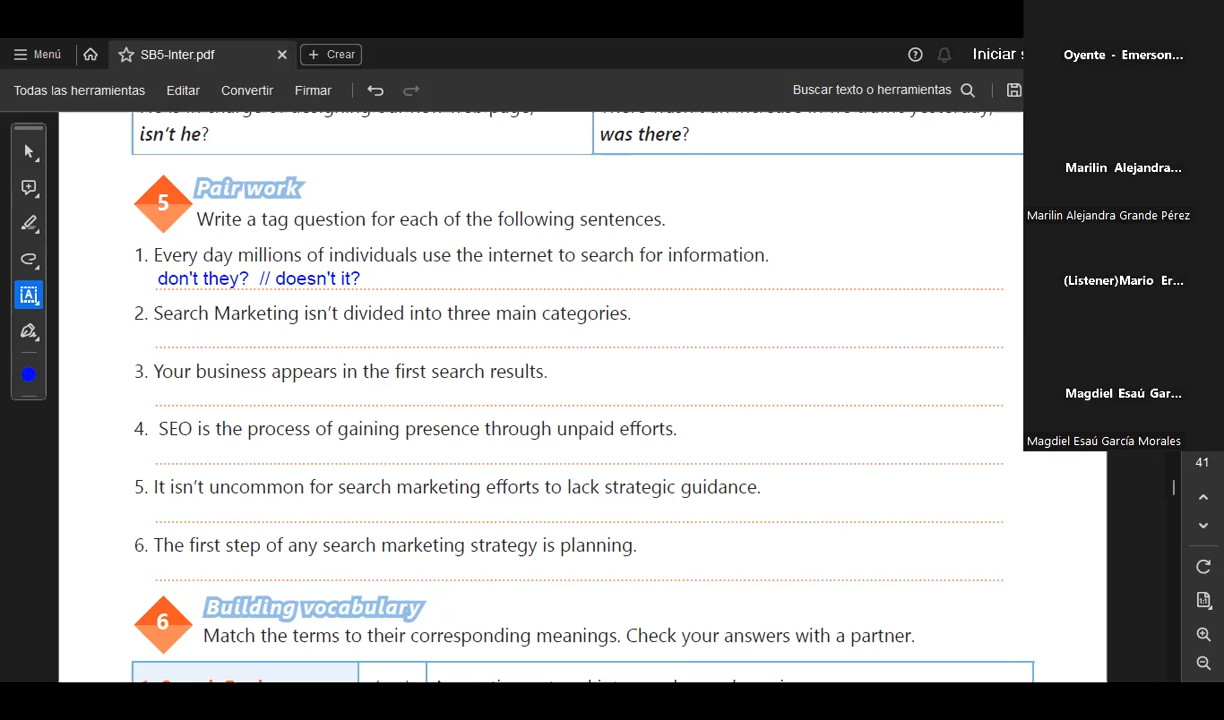 Menú
SB5-Inter.pdf
Crear
Iniciar s
Todas las herramientas
Editar
Convertir
Firmar
Buscar texto o herramientas
isn't he?
was there?
5
Pair work
Write a tag question for each of the following sentences.
1. Every day millions of individuals use the internet to search for information.
don't they? // doesn't it?
2. Search Marketing isn't divided into three main categories.
3. Your business appears in the first search results.
4. SEO is the process of gaining presence through unpaid efforts.
5. It isn't uncommon for search marketing efforts to lack strategic guidance.
6. The first step of any search marketing strategy is planning.
6
Building vocabulary
Match the terms to their corresponding meanings. Check your answers with a partner.
Oyente - Emerson...
Marilin Alejandra...
Marilin Alejandra Grande Pérez
(Listener)Mario Er...
Magdiel Esaú Gar...
Magdiel Esaú García Morales
41